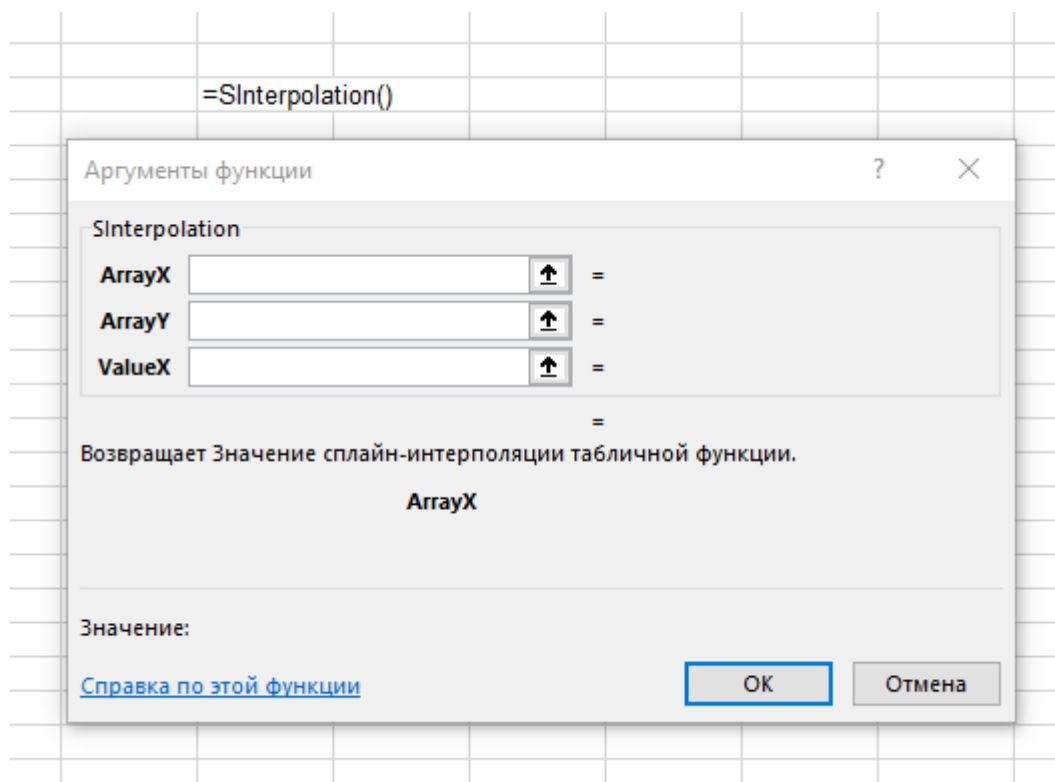 =SInterpolation()
Аргументы функции ?
SInterpolation
ArrayX =
ArrayY =
ValueX =
=
Возвращает Значение сплайн-интерполяции табличной функции.
ArrayX
Значение:
Справка по этой функции ОК Отмена